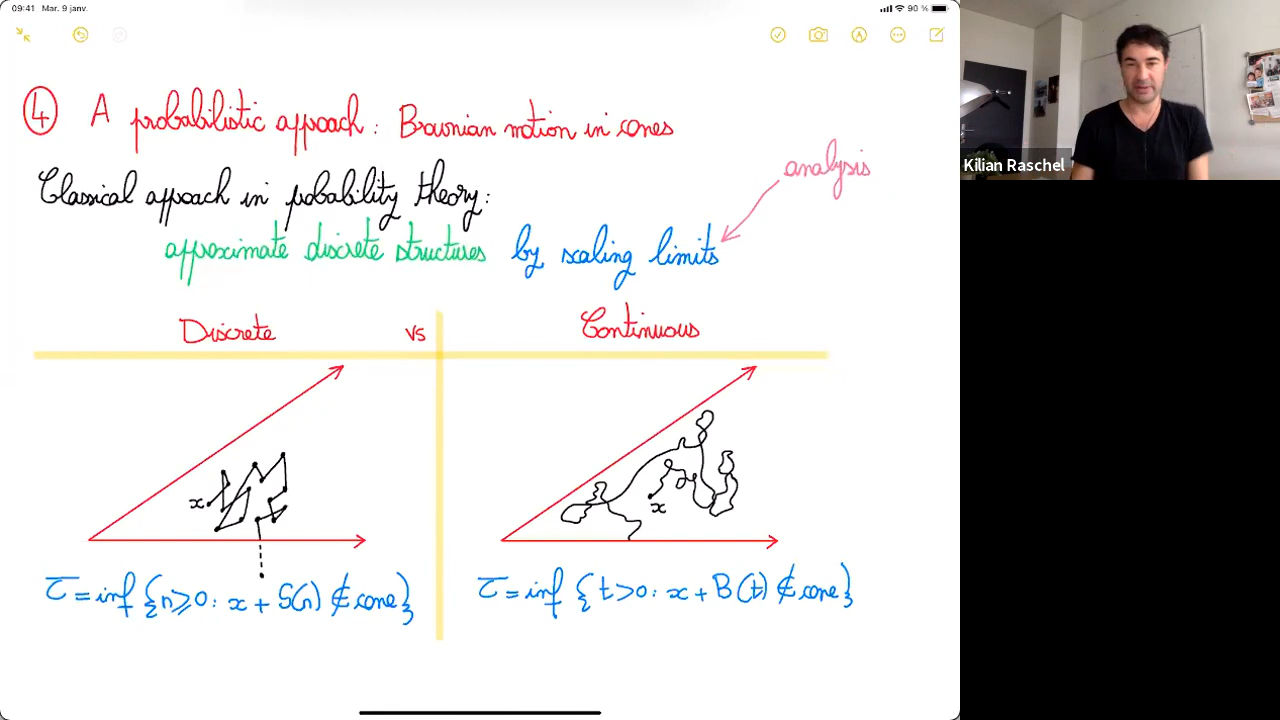 09:41 Mar. 9 janv.
90 %
④ A probabilistic approach: Brownian motion in cones
Classical approach in probability theory:
analysis
approximate discrete structures by scaling limits
Discrete vs Continuous
x
x
τ = inf {n ⩾ 0: x + S(n) ∉ cone}
τ = inf {t > 0: x + B(t) ∉ cone}
Kilian Raschel